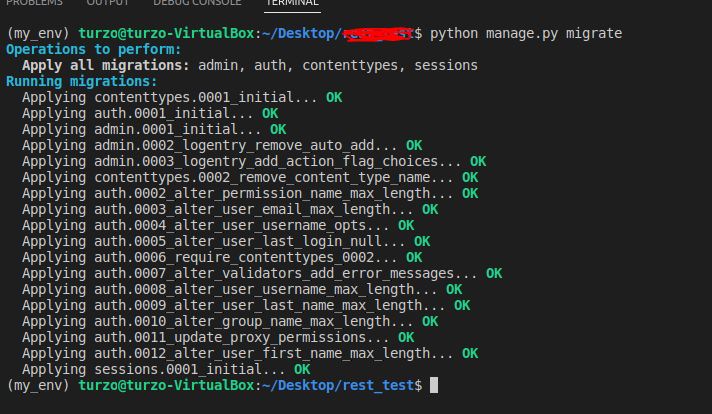 PROBLEMS OUTPUT DEBUG CONSOLE TERMINAL
(my_env) turzo@turzo-VirtualBox:~/Desktop/ $ python manage.py migrate
Operations to perform:
  Apply all migrations: admin, auth, contenttypes, sessions
Running migrations:
  Applying contenttypes.0001_initial... OK
  Applying auth.0001_initial... OK
  Applying admin.0001_initial... OK
  Applying admin.0002_logentry_remove_auto_add... OK
  Applying admin.0003_logentry_add_action_flag_choices... OK
  Applying contenttypes.0002_remove_content_type_name... OK
  Applying auth.0002_alter_permission_name_max_length... OK
  Applying auth.0003_alter_user_email_max_length... OK
  Applying auth.0004_alter_user_username_opts... OK
  Applying auth.0005_alter_user_last_login_null... OK
  Applying auth.0006_require_contenttypes_0002... OK
  Applying auth.0007_alter_validators_add_error_messages... OK
  Applying auth.0008_alter_user_username_max_length... OK
  Applying auth.0009_alter_user_last_name_max_length... OK
  Applying auth.0010_alter_group_name_max_length... OK
  Applying auth.0011_update_proxy_permissions... OK
  Applying auth.0012_alter_user_first_name_max_length... OK
  Applying sessions.0001_initial... OK
(my_env) turzo@turzo-VirtualBox:~/Desktop/rest_test$